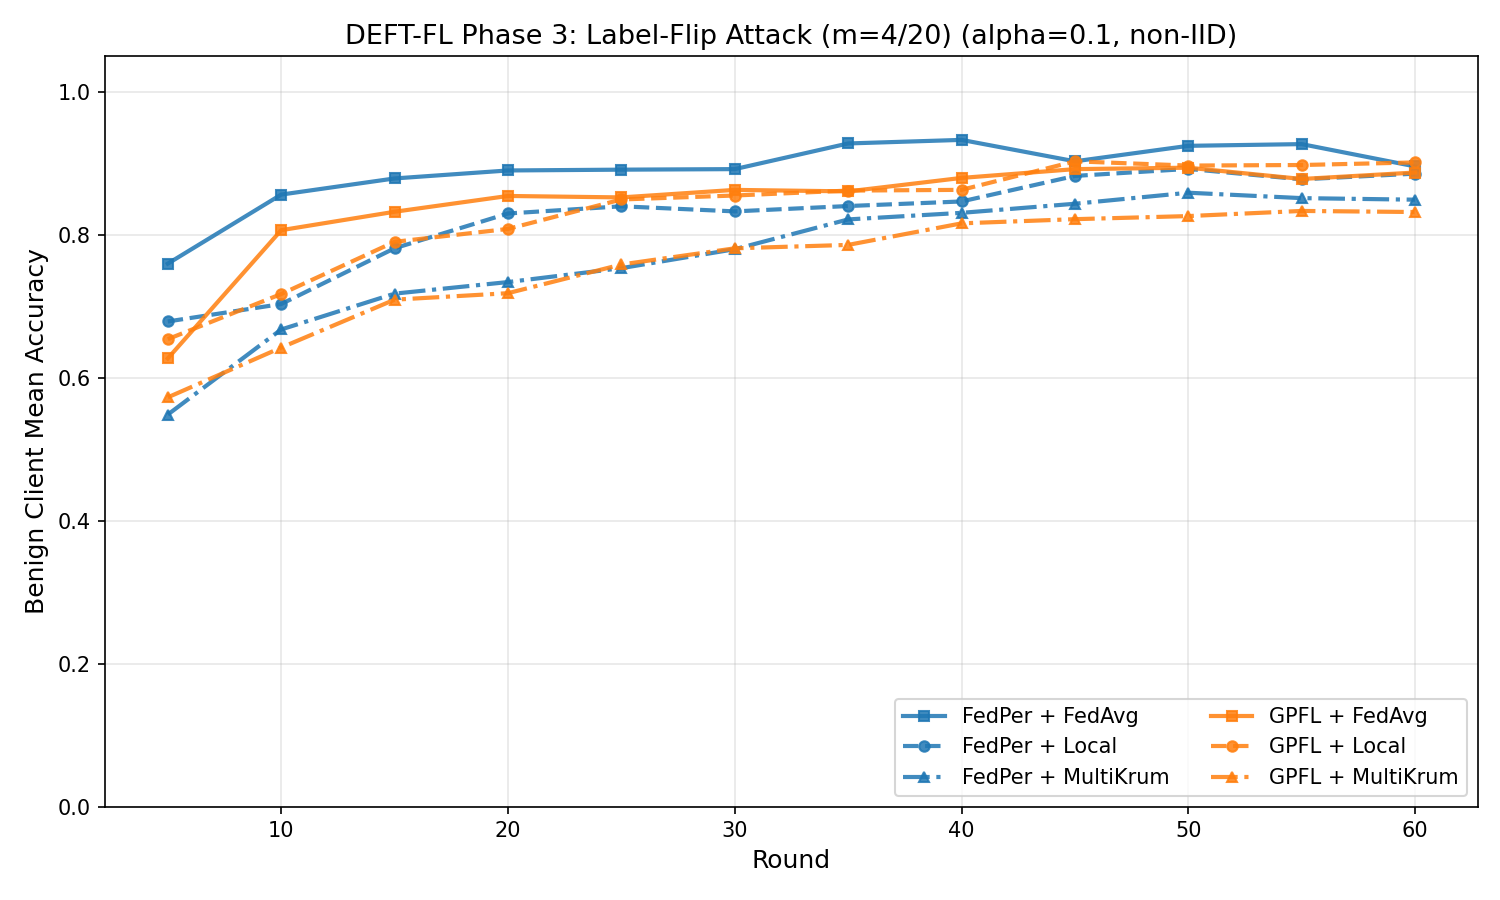 DEFT-FL Phase 3: Label-Flip Attack (m=4/20) (alpha=0.1, non-IID)
Benign Client Mean Accuracy
1.0
0.8
0.6
0.4
0.2
0.0
10 20 30 40 50 60
Round
FedPer + FedAvg
FedPer + Local
FedPer + MultiKrum
GPFL + FedAvg
GPFL + Local
GPFL + MultiKrum